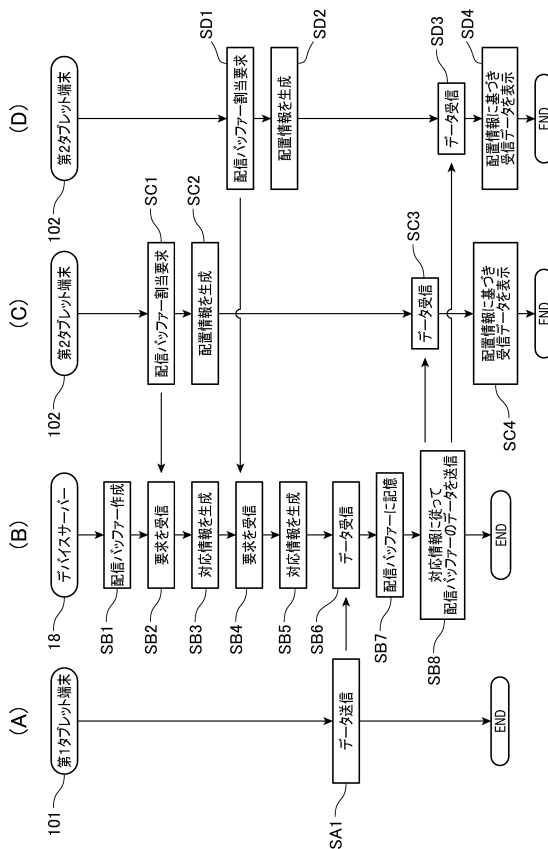 (A)
第1タブレット端末
101
データ送信
SA1
END
(B)
デバイスサーバー
18
配信バッファー作成
SB1
要求を受信
SB2
対応情報を生成
SB3
要求を受信
SB4
対応情報を生成
SB5
データ受信
SB6
配信バッファーに記憶
SB7
対応情報に従って
配信バッファーのデータを送信
SB8
END
(C)
第2タブレット端末
102
配信バッファー割当要求
SC1
配置情報を生成
SC2
データ受信
SC3
配置情報に基づき
受信データを表示
SC4
END
(D)
第2タブレット端末
102
配信バッファー割当要求
SD1
配置情報を生成
SD2
データ受信
SD3
配置情報に基づき
受信データを表示
SD4
END